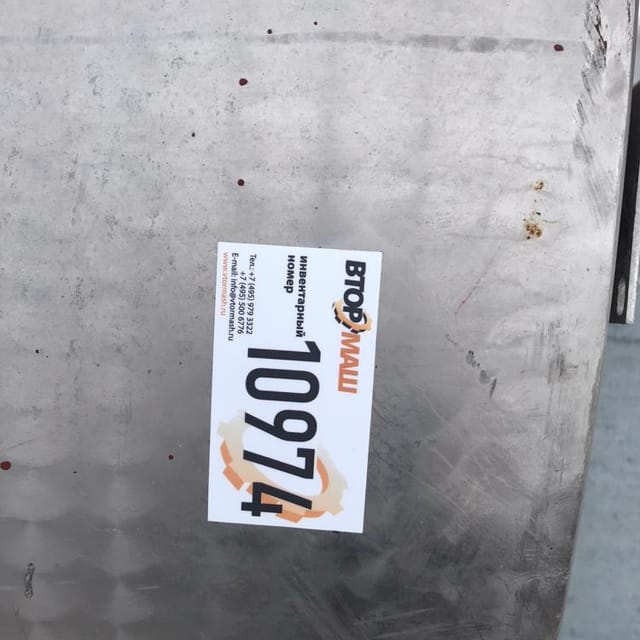 ВТОРМАШ
инвентарный
номер
10974
Тел.: +7 (495) 979 3322
+7 (495) 500 6776
E-mail: info@vtormash.ru
www.vtormash.ru